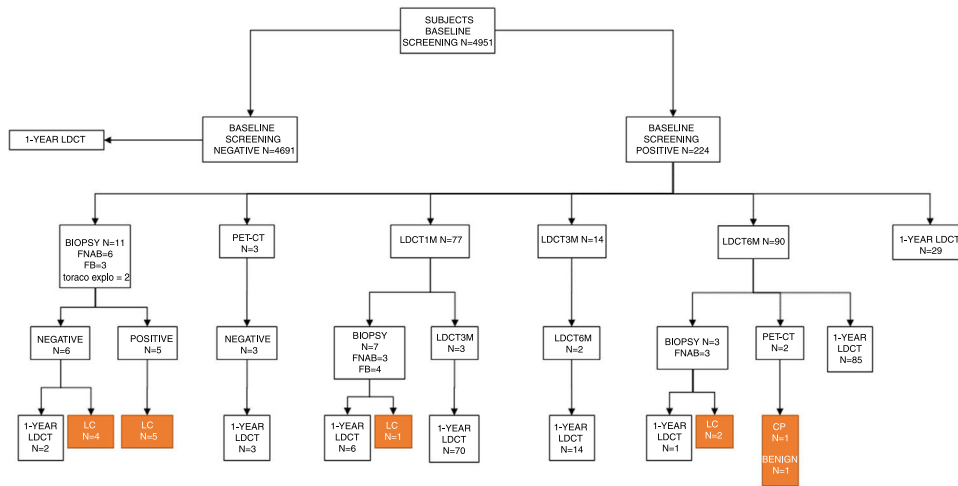 SUBJECTS
BASELINE
SCREENING N=4951
1-YEAR LDCT
BASELINE
SCREENING
NEGATIVE N=4691
BASELINE
SCREENING
POSITIVE N=224
BIOPSY N=11
FNAB=6
FB=3
toraco explo = 2
PET-CT
N=3
LDCT1M N=77
LDCT3M N=14
LDCT6M N=90
1-YEAR LDCT
N=29
NEGATIVE
N=6
POSITIVE
N=5
NEGATIVE
N=3
BIOPSY
N=7
FNAB=3
FB=4
LDCT3M
N=3
LDCT6M
N=2
BIOPSY N=3
FNAB=3
PET-CT
N=2
1-YEAR
LDCT
N=85
1-YEAR
LDCT
N=2
LC
N=4
LC
N=5
1-YEAR
LDCT
N=3
1-YEAR
LDCT
N=6
LC
N=1
1-YEAR
LDCT
N=70
1-YEAR
LDCT
N=14
1-YEAR
LDCT
N=1
LC
N=2
CP
N=1
BENIGN
N=1